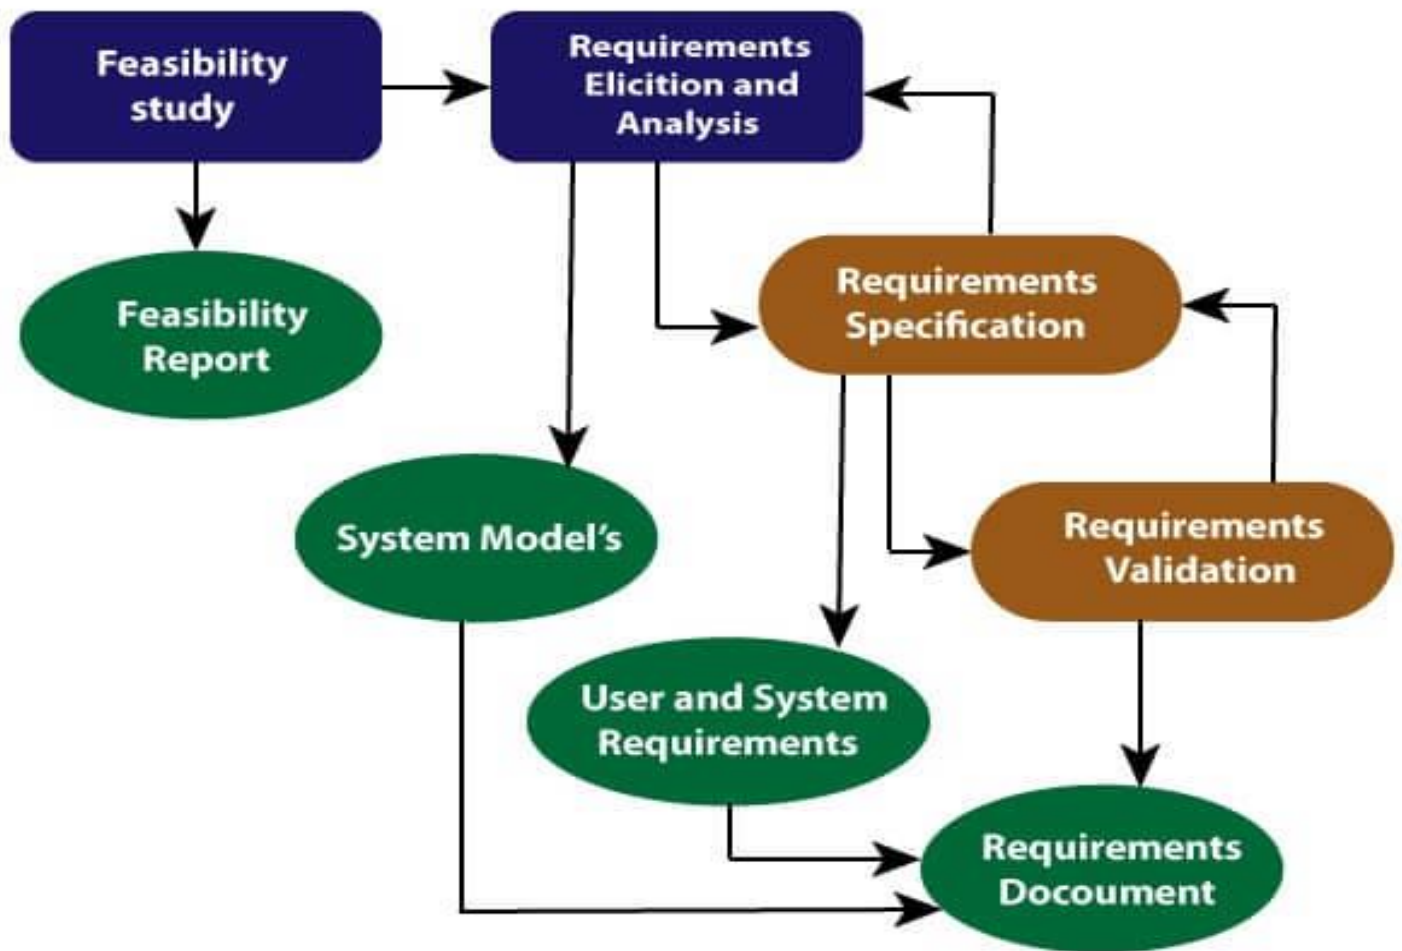 Feasibility
study
Requirements
Elicition and
Analysis
Feasibility
Report
Requirements
Specification
System Model's
Requirements
Validation
User and System
Requirements
Requirements
Docoument